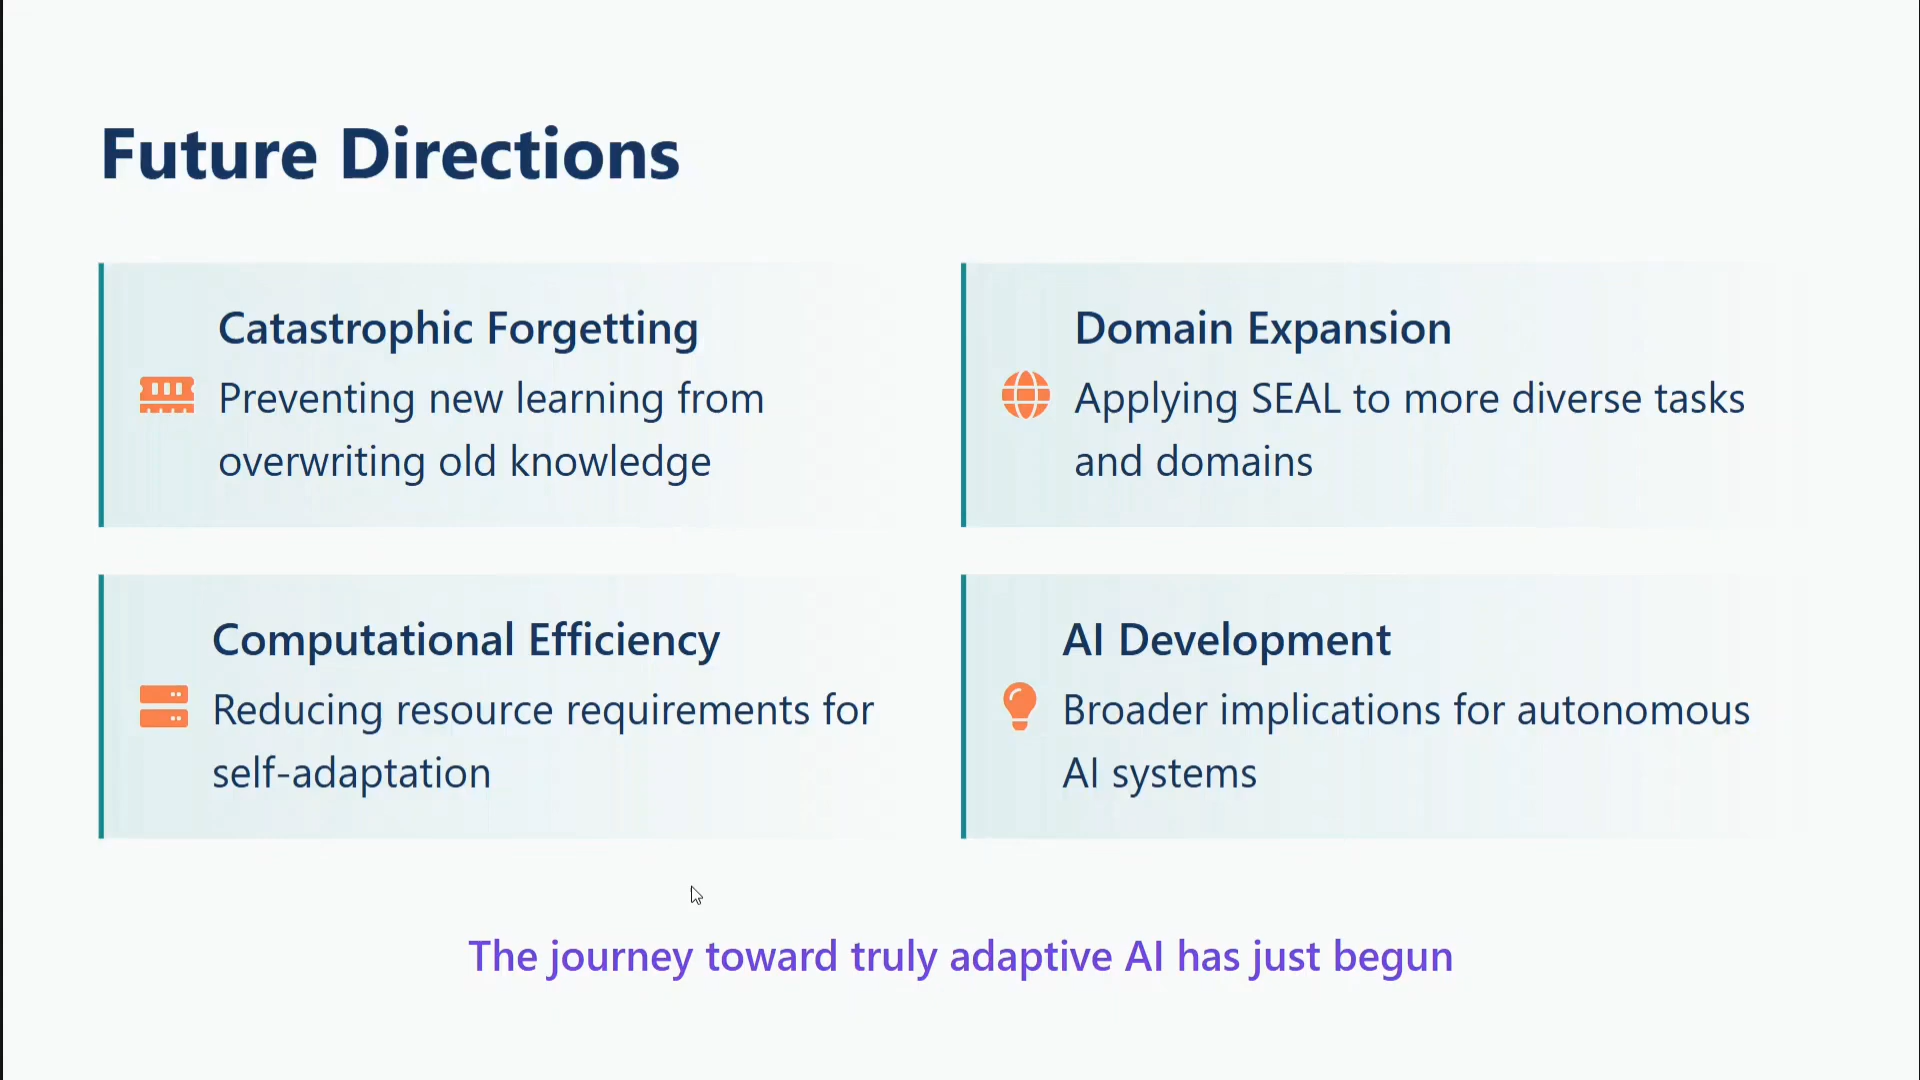 Future Directions
Catastrophic Forgetting
Preventing new learning from
overwriting old knowledge
Domain Expansion
Applying SEAL to more diverse tasks
and domains
Computational Efficiency
Reducing resource requirements for
self-adaptation
AI Development
Broader implications for autonomous
AI systems
The journey toward truly adaptive AI has just begun